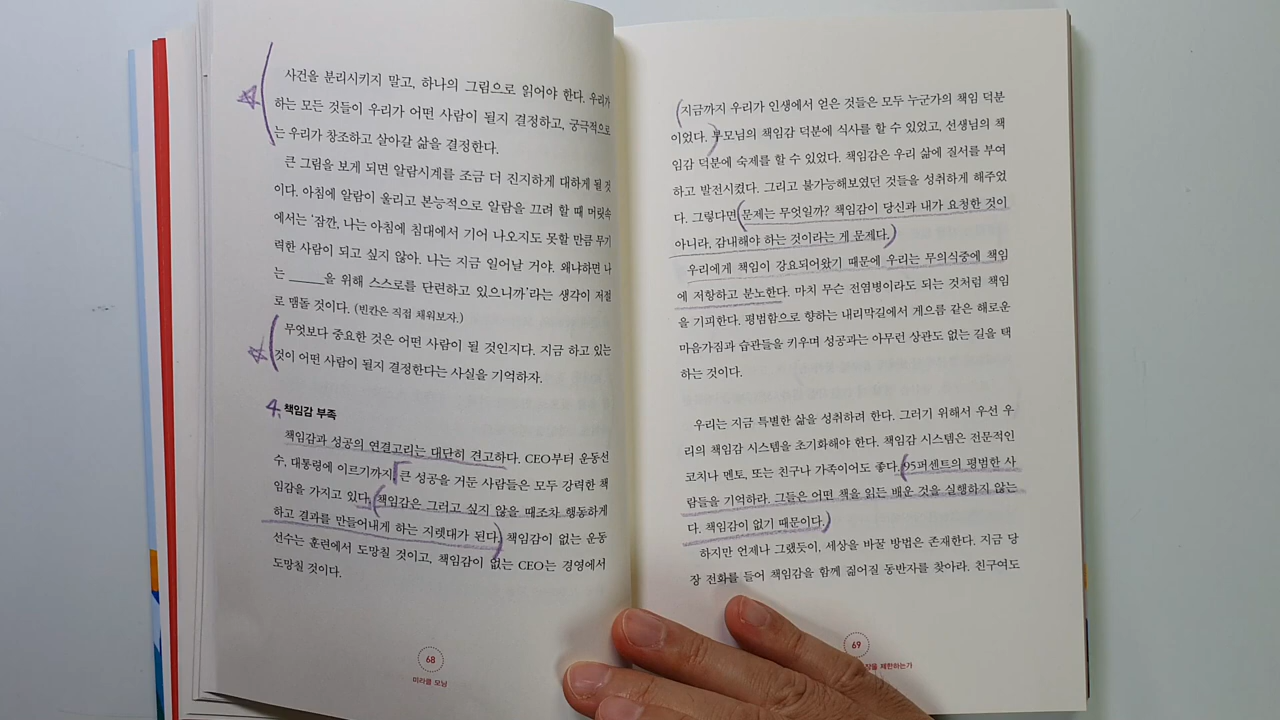 사건을 분리시키지 말고, 하나의 그림으로 읽어야 한다. 우리가
하는 모든 것들이 우리가 어떤 사람이 될지 결정하고, 궁극적으로
는 우리가 창조하고 살아갈 삶을 결정한다.
큰 그림을 보게 되면 알람시계를 조금 더 진지하게 대하게 될 것
이다. 아침에 알람이 울리고 본능적으로 알람을 끄려 할 때 머릿속
에서는 ‘잠깐, 나는 아침에 침대에서 기어 나오지도 못할 만큼 무기
력한 사람이 되고 싶지 않아. 나는 지금 일어날 거야. 왜냐하면 나
는 _____을 위해 스스로를 단련하고 있으니까’라는 생각이 저절
로 맴돌 것이다. (빈칸은 직접 채워보자.)
무엇보다 중요한 것은 어떤 사람이 될 것인지다. 지금 하고 있는
것이 어떤 사람이 될지 결정한다는 사실을 기억하자.
4. 책임감 부족
책임감과 성공의 연결고리는 대단히 견고하다. CEO부터 운동선
수, 대통령에 이르기까지 큰 성공을 거둔 사람들은 모두 강력한 책
임감을 가지고 있다. 책임감은 그러고 싶지 않을 때조차 행동하게
하고 결과를 만들어내게 하는 지렛대가 된다. 책임감이 없는 운동
선수는 훈련에서 도망칠 것이고, 책임감이 없는 CEO는 경영에서
도망칠 것이다.
68
미라클 모닝
지금까지 우리가 인생에서 얻은 것들은 모두 누군가의 책임 덕분
이었다. 부모님의 책임감 덕분에 식사를 할 수 있었고, 선생님의 책
임감 덕분에 숙제를 할 수 있었다. 책임감은 우리 삶에 질서를 부여
하고 발전시켰다. 그리고 불가능해보였던 것들을 성취하게 해주었
다. 그렇다면 문제는 무엇일까? 책임감이 당신과 내가 요청한 것이
아니라, 감내해야 하는 것이라는 게 문제다.
우리에게 책임이 강요되어왔기 때문에 우리는 무의식중에 책임
에 저항하고 분노한다. 마치 무슨 전염병이라도 되는 것처럼 책임
을 기피한다. 평범함으로 향하는 내리막길에서 게으름 같은 해로운
마음가짐과 습관들을 키우며 성공과는 아무런 상관도 없는 길을 택
하는 것이다.
우리는 지금 특별한 삶을 성취하려 한다. 그러기 위해서 우선 우
리의 책임감 시스템을 초기화해야 한다. 책임감 시스템은 전문적인
코치나 멘토, 또는 친구나 가족이어도 좋다. 95퍼센트의 평범한 사
람들을 기억하라. 그들은 어떤 책을 읽든 배운 것을 실행하지 않는
다. 책임감이 없기 때문이다.
하지만 언제나 그랬듯이, 세상을 바꿀 방법은 존재한다. 지금 당
장 전화를 들어 책임감을 함께 짊어질 동반자를 찾아라. 친구여도
69
제한하는가